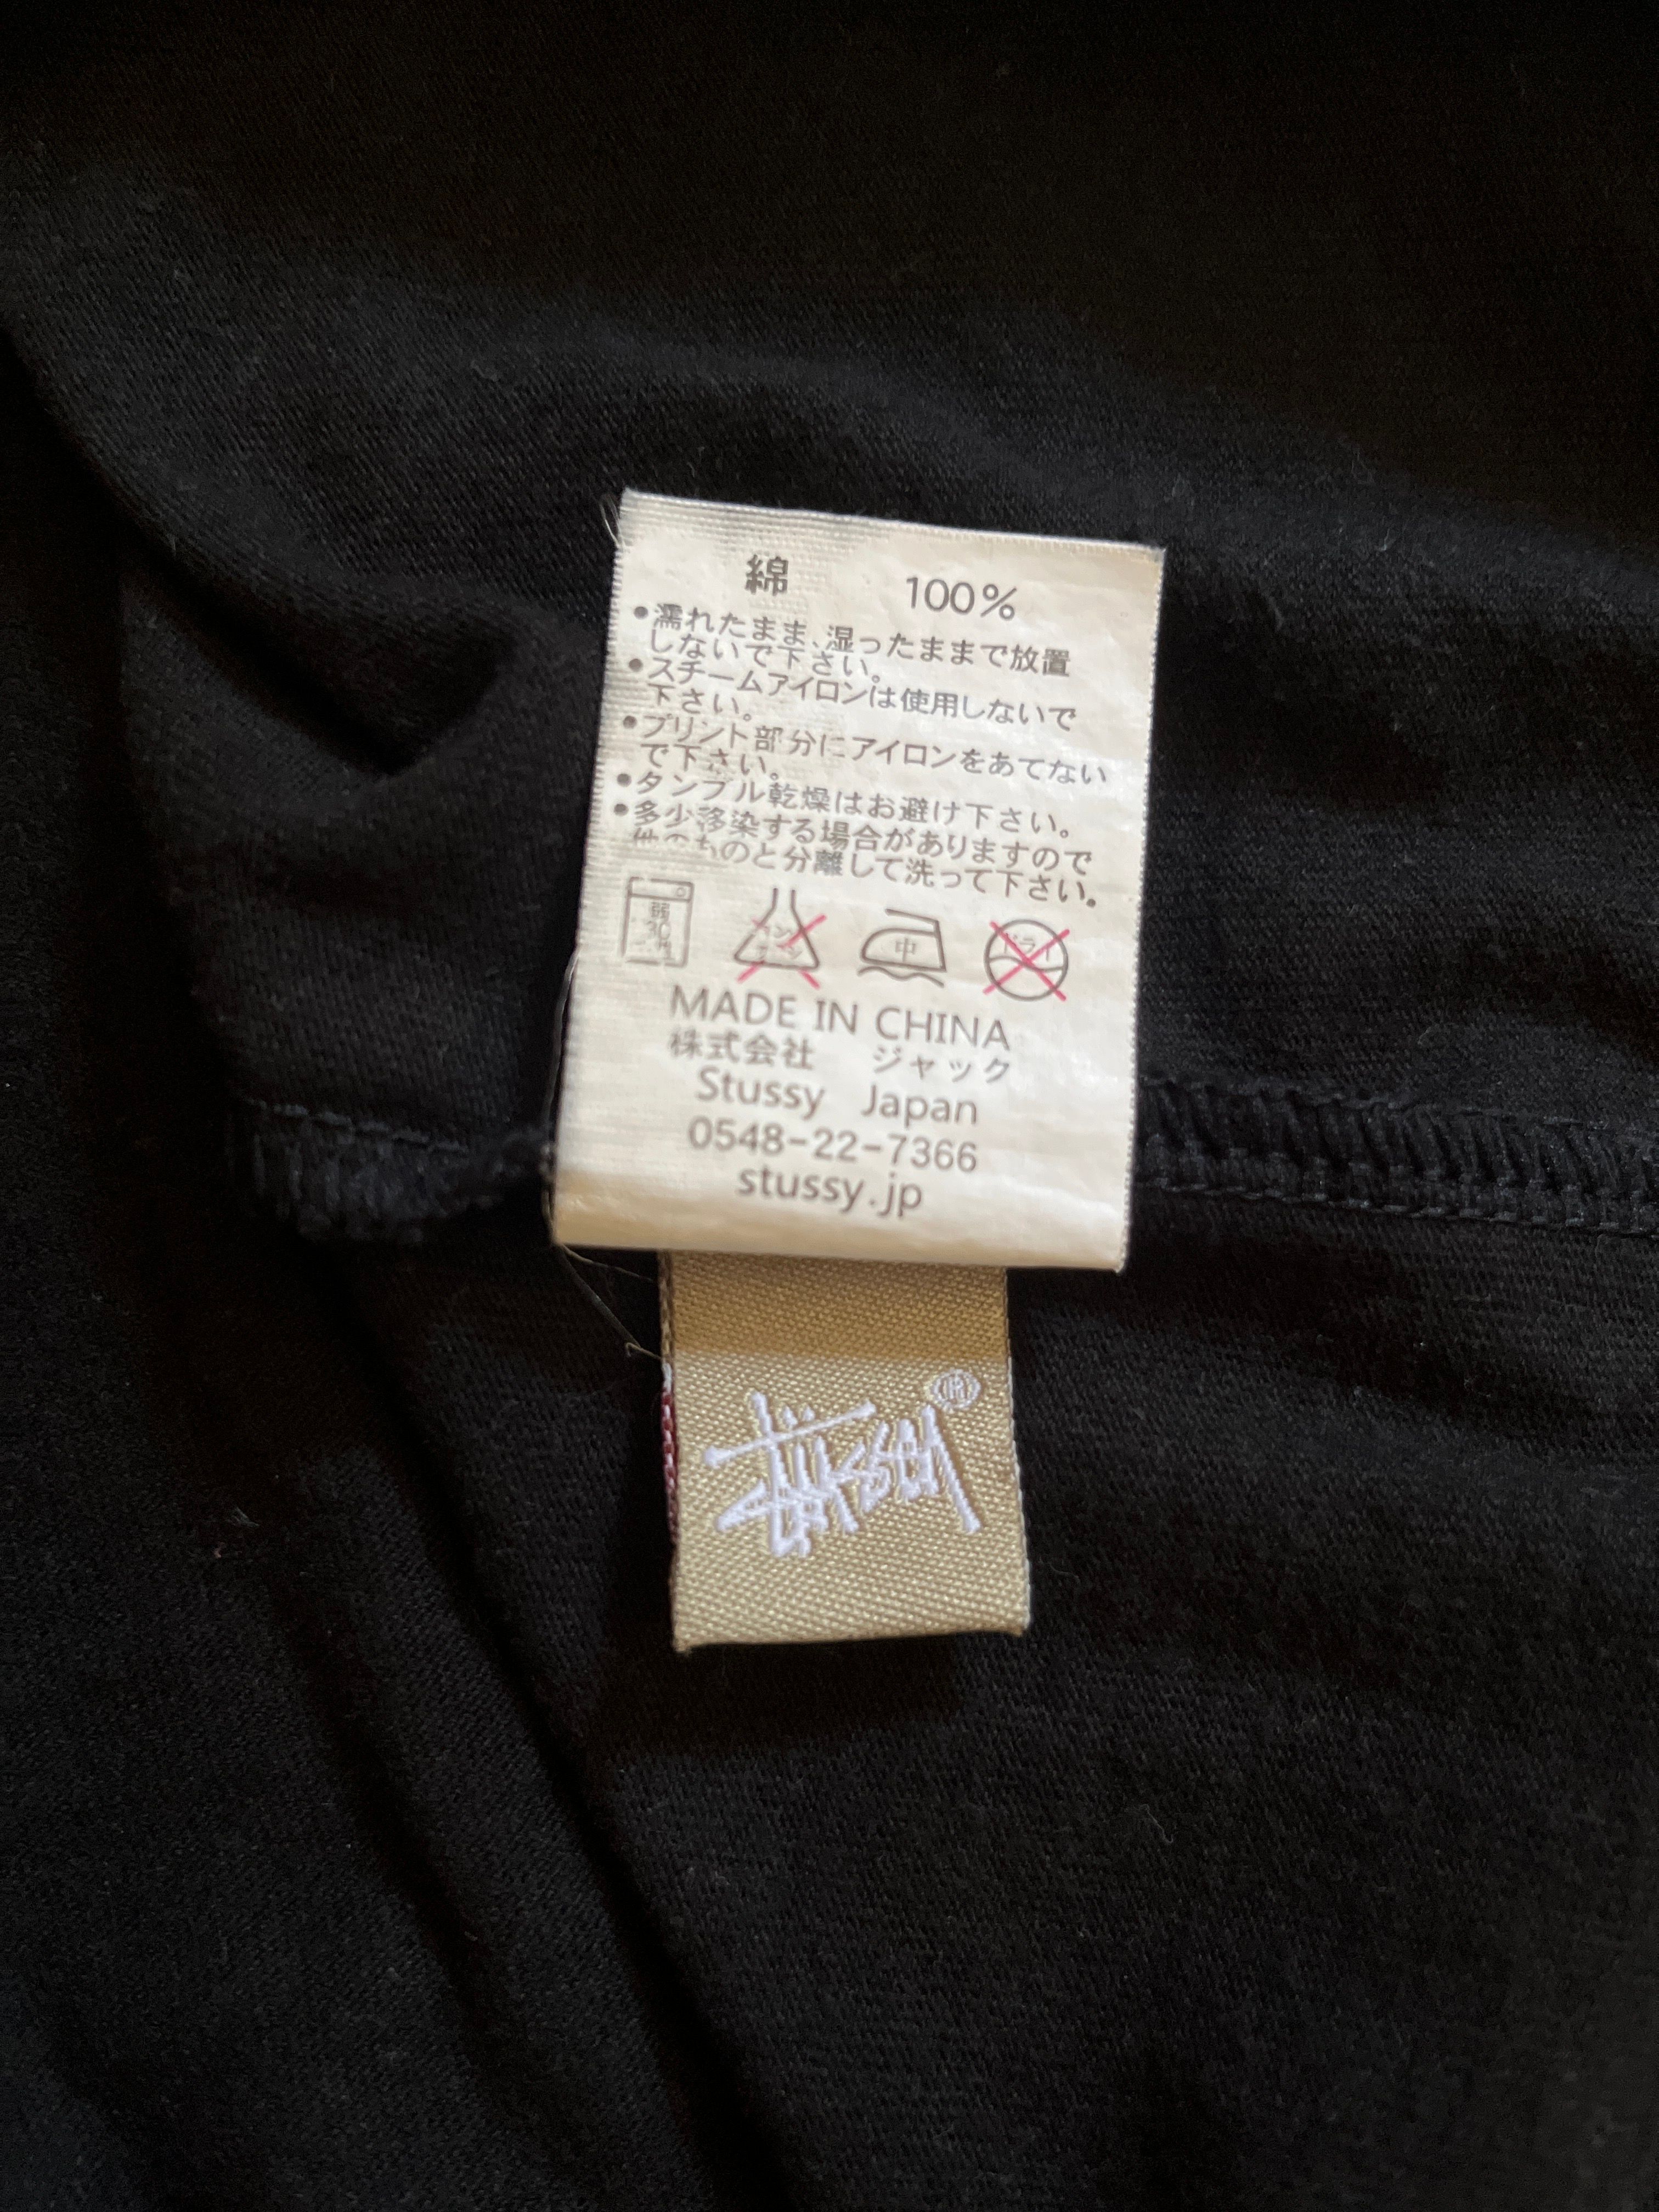 綿 100%
●濡れたまま、湿ったままで放置
しないで下さい。
●スチームアイロンは使用しないで
下さい。
●プリント部分にアイロンをあてない
で下さい。
●タンブル乾燥はお避け下さい。
●多少移染する場合がありますので
他のものと分離して洗って下さい。
弱 中 ドライ
30
MADE IN CHINA
株式会社 ジャック
Stussy Japan
0548-22-7366
stussy.jp
Stüssy ®